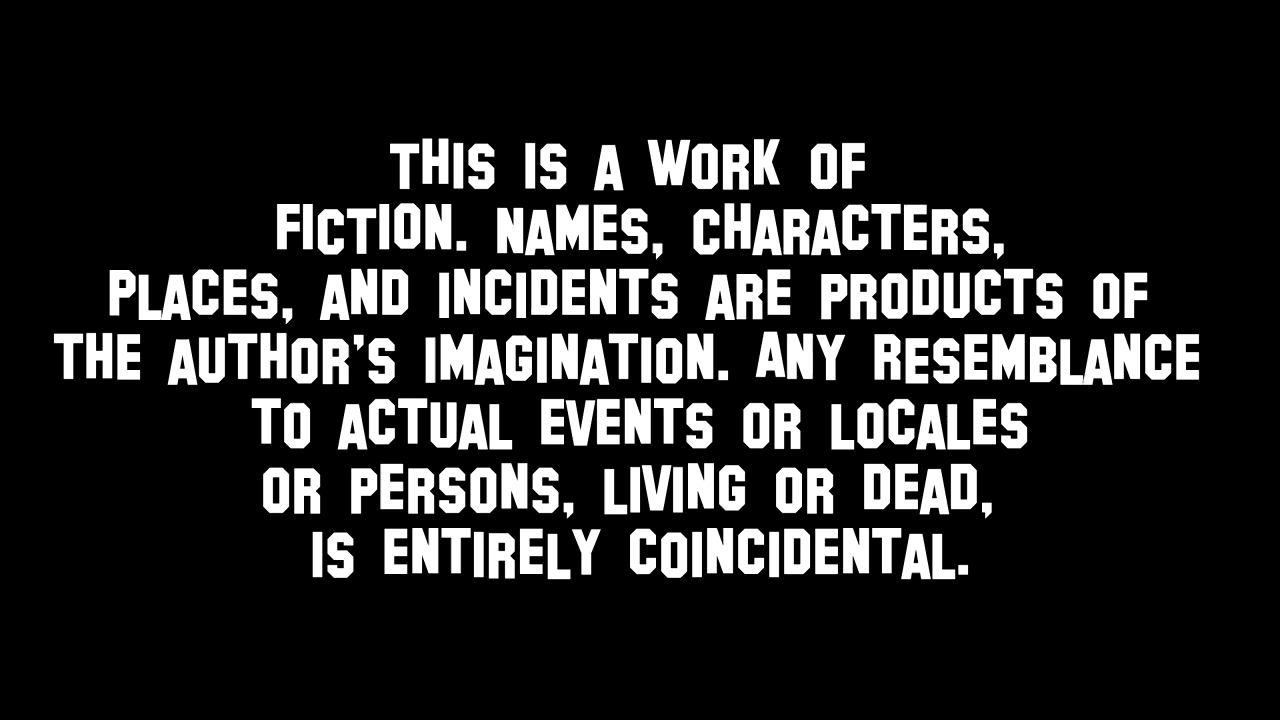 THIS IS A WORK OF
FICTION. NAMES, CHARACTERS,
PLACES, AND INCIDENTS ARE PRODUCTS OF
THE AUTHOR'S IMAGINATION. ANY RESEMBLANCE
TO ACTUAL EVENTS OR LOCALES
OR PERSONS, LIVING OR DEAD,
IS ENTIRELY COINCIDENTAL.